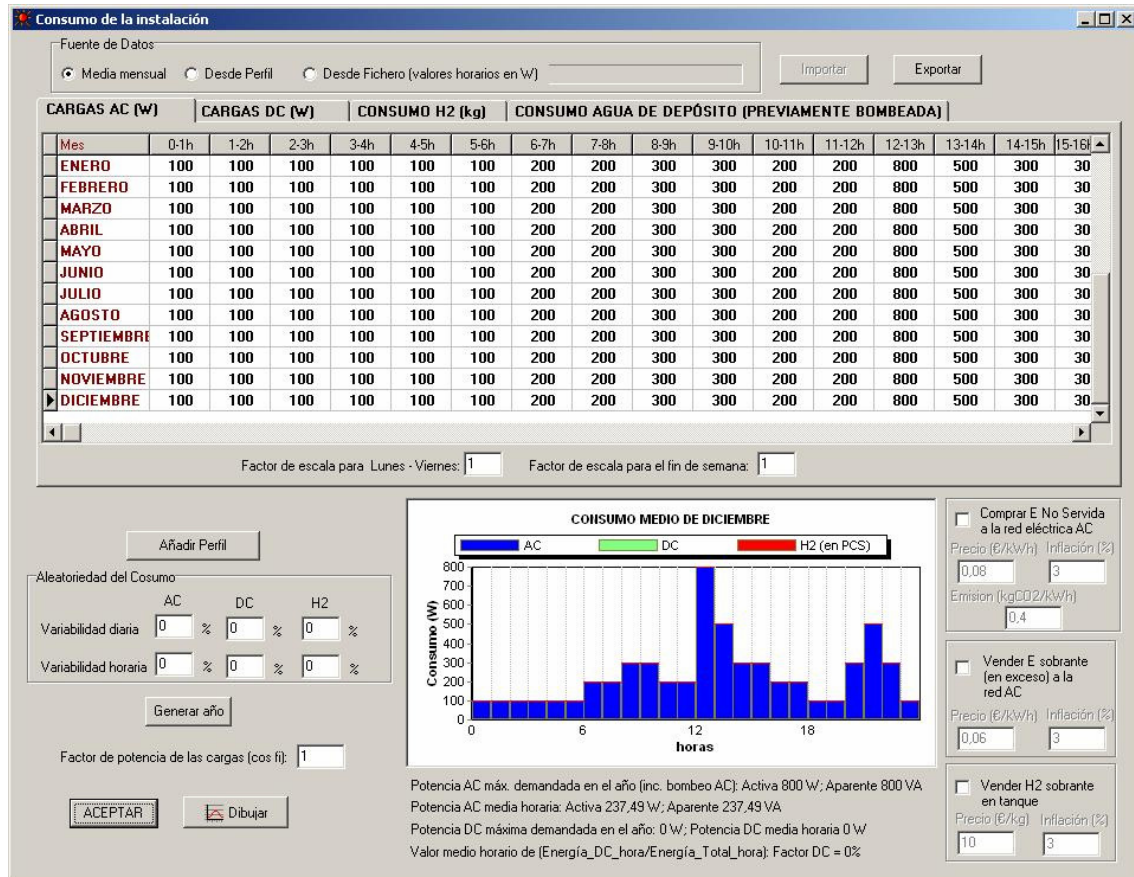 Consumo de la instalación
Fuente de Datos
Media mensual Desde Perfil Desde Fichero (valores horarios en W) Importar Exportar
CARGAS AC (W) CARGAS DC (W) CONSUMO H2 (kg) CONSUMO AGUA DE DEPÓSITO (PREVIAMENTE BOMBEADA)
Mes 0-1h 1-2h 2-3h 3-4h 4-5h 5-6h 6-7h 7-8h 8-9h 9-10h 10-11h 11-12h 12-13h 13-14h 14-15h 15-16h
ENERO 100 100 100 100 100 100 200 200 300 300 200 200 800 500 300 30
FEBRERO 100 100 100 100 100 100 200 200 300 300 200 200 800 500 300 30
MARZO 100 100 100 100 100 100 200 200 300 300 200 200 800 500 300 30
ABRIL 100 100 100 100 100 100 200 200 300 300 200 200 800 500 300 30
MAYO 100 100 100 100 100 100 200 200 300 300 200 200 800 500 300 30
JUNIO 100 100 100 100 100 100 200 200 300 300 200 200 800 500 300 30
JULIO 100 100 100 100 100 100 200 200 300 300 200 200 800 500 300 30
AGOSTO 100 100 100 100 100 100 200 200 300 300 200 200 800 500 300 30
SEPTIEMBRE 100 100 100 100 100 100 200 200 300 300 200 200 800 500 300 30
OCTUBRE 100 100 100 100 100 100 200 200 300 300 200 200 800 500 300 30
NOVIEMBRE 100 100 100 100 100 100 200 200 300 300 200 200 800 500 300 30
DICIEMBRE 100 100 100 100 100 100 200 200 300 300 200 200 800 500 300 30
Factor de escala para Lunes - Viernes: 1 Factor de escala para el fin de semana: 1
Añadir Perfil
Aleatoriedad del Cosumo
AC DC H2
Variabilidad diaria 0 % 0 % 0 %
Variabilidad horaria 0 % 0 % 0 %
Generar año
Factor de potencia de las cargas (cos fi): 1
ACEPTAR Dibujar
CONSUMO MEDIO DE DICIEMBRE
AC DC H2 (en PCS)
Consumo (W)
800
700
600
500
400
300
200
100
0
0 6 12 18
horas
Potencia AC máx. demandada en el año (inc. bombeo AC): Activa 800 W; Aparente 800 VA
Potencia AC media horaria: Activa 237,49 W; Aparente 237,49 VA
Potencia DC máxima demandada en el año: 0 W; Potencia DC media horaria 0 W
Valor medio horario de (Energía_DC_hora/Energía_Total_hora): Factor DC = 0%
Comprar E No Servida
a la red eléctrica AC
Precio (€/kWh) Inflación (%)
0,08 3
Emision (kgCO2/kWh)
0,4
Vender E sobrante
(en exceso) a la
red AC
Precio (€/kWh) Inflación (%)
0,06 3
Vender H2 sobrante
en tanque
Precio (€/kg) Inflación (%)
10 3